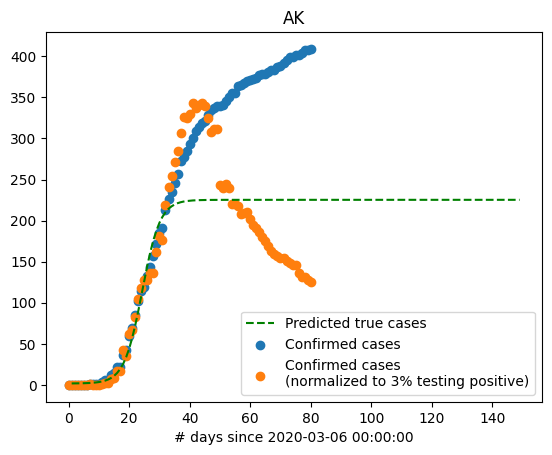 AK
400
350
300
250
200
150
100
50
0
Predicted true cases
Confirmed cases
Confirmed cases
(normalized to 3% testing positive)
0 20 40 60 80 100 120 140
# days since 2020-03-06 00:00:00